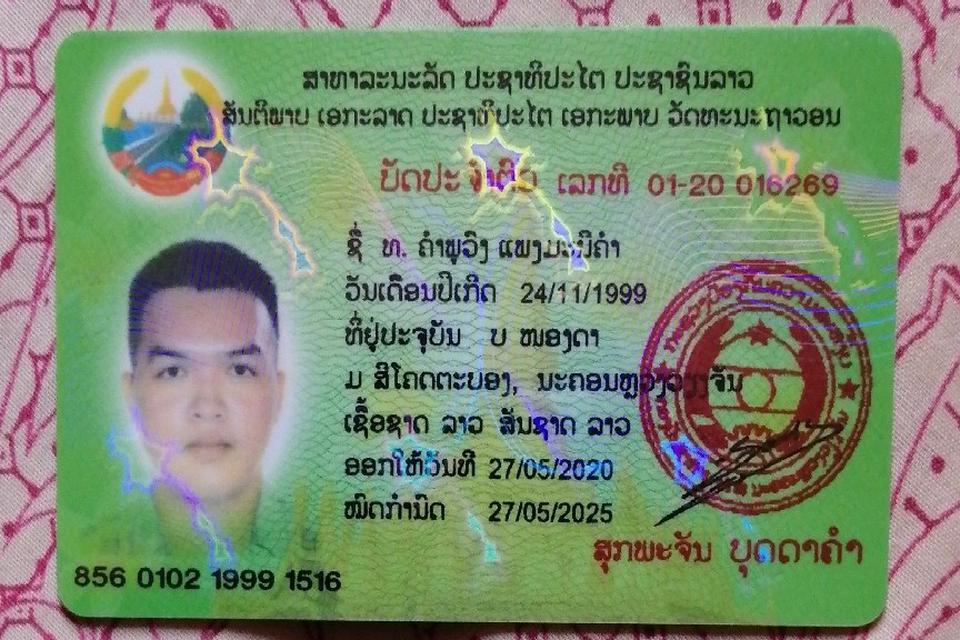 ສາທາລະນະລັດ ປະຊາທິປະໄຕ ປະຊາຊົນລາວ
ສັນຕິພາບ ເອກະລາດ ປະຊາທິປະໄຕ ເອກະພາບ ວັດທະນະຖາວອນ
ບັດປະຈຳຕົວ ເລກທີ 01-20 016269
ຊື່ ທ. ຄຳພູວົງ
ວັນເດືອນປີເກີດ 24/11/1999
ທີ່ຢູ່ປະຈຸບັນ ບ ໜອງດາ
ມ ສີໂຄດຕະບອງ, ນະຄອນຫຼວງວຽງຈັນ
ເຊື້ອຊາດ ລາວ ສັນຊາດ ລາວ
ອອກໃຫ້ວັນທີ 27/05/2020
ໝົດກຳນົດ 27/05/2025
ສຸກພະຈັນ ບຸດດາຄຳ
856 0102 1999 1516